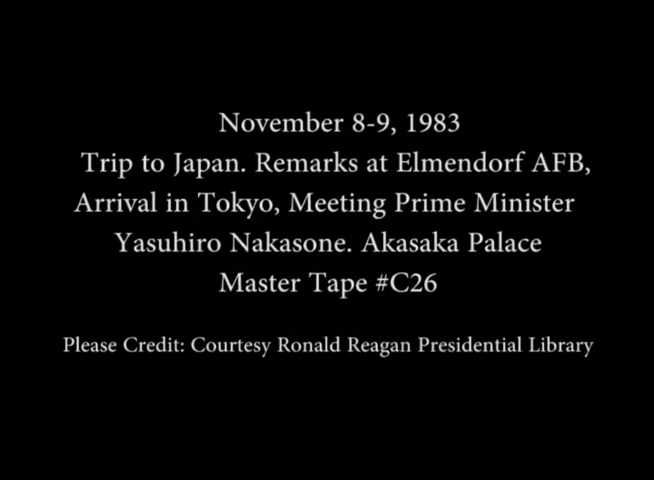 November 8-9, 1983
Trip to Japan. Remarks at Elmendorf AFB,
Arrival in Tokyo, Meeting Prime Minister
Yasuhiro Nakasone. Akasaka Palace
Master Tape #C26
Please Credit: Courtesy Ronald Reagan Presidential Library